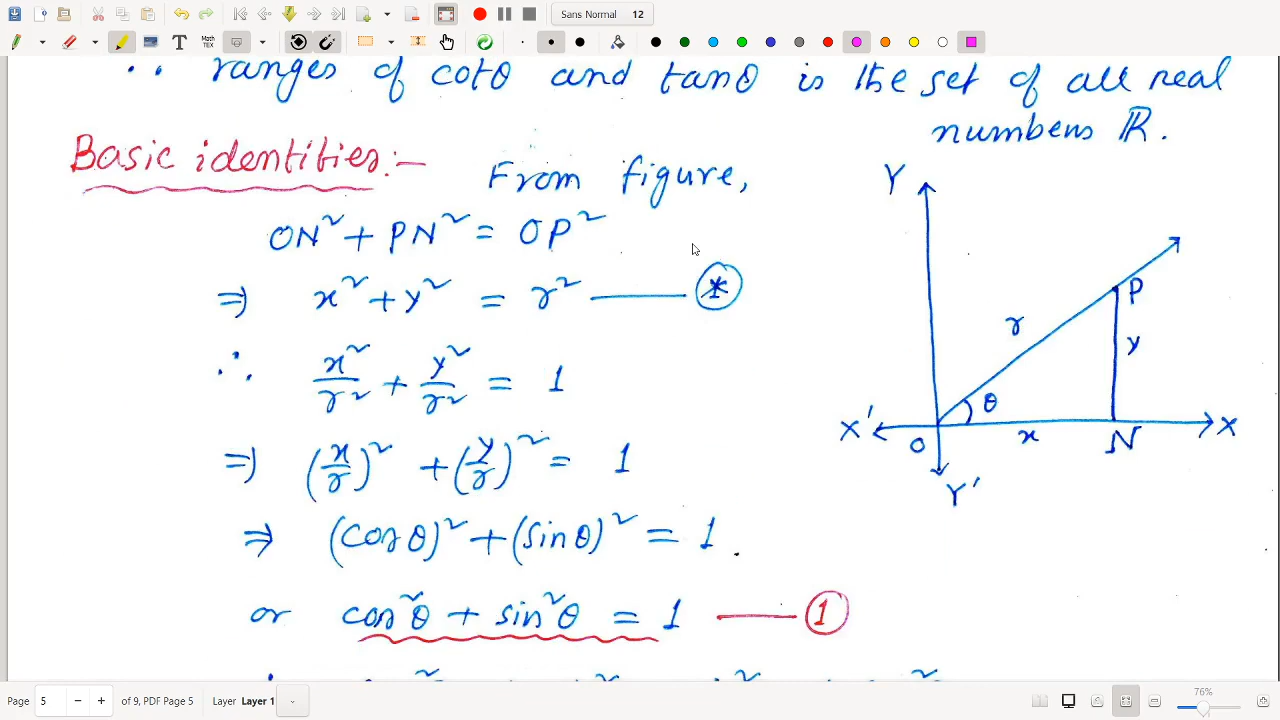 Sans Normal 12
Math TEX
∴ ranges of cotθ and tanθ is the set of all real
numbers ℝ.
Basic identities:- From figure,
ON² + PN² = OP²
⇒ x² + y² = r² —— *
∴ x²/r² + y²/r² = 1
⇒ (x/r)² + (y/r)² = 1
⇒ (cosθ)² + (sinθ)² = 1.
or cos²θ + sin²θ = 1 —— 1
Y
P
r
y
θ
X' O x N X
Y'
Page 5 of 9, PDF Page 5 Layer Layer 1 76%